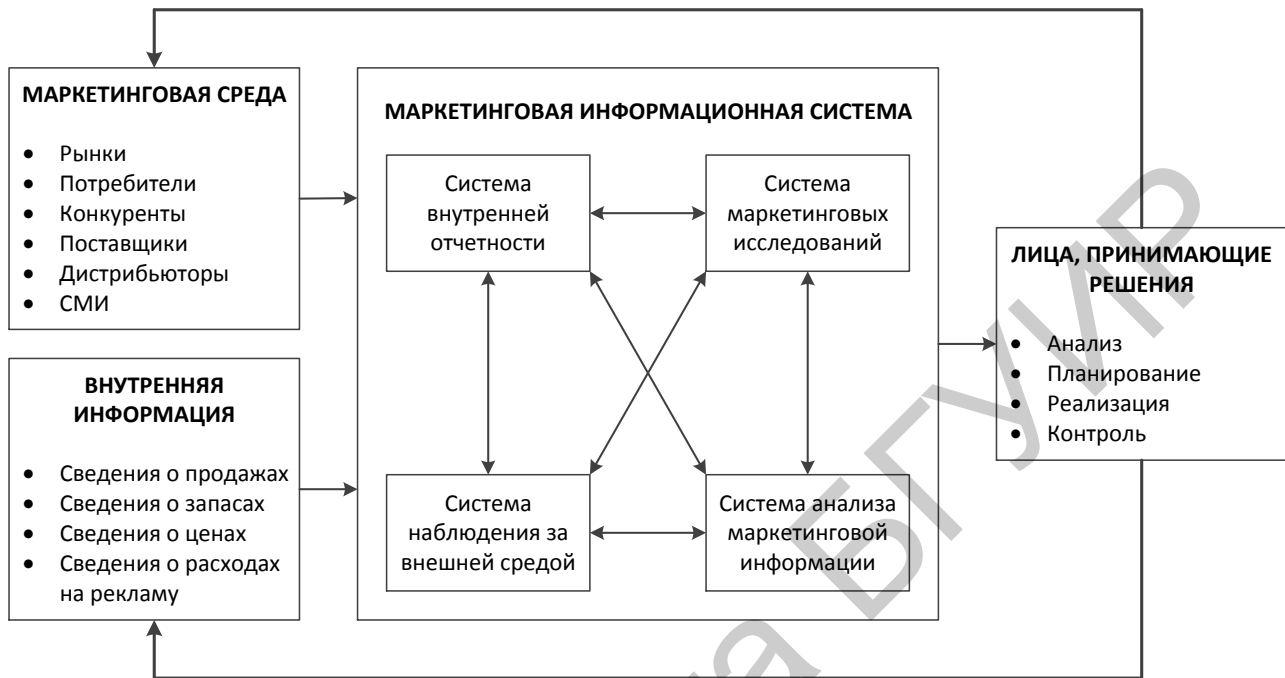 МАРКЕТИНГОВАЯ СРЕДА
• Рынки
• Потребители
• Конкуренты
• Поставщики
• Дистрибьюторы
• СМИ
ВНУТРЕННЯЯ
ИНФОРМАЦИЯ
• Сведения о продажах
• Сведения о запасах
• Сведения о ценах
• Сведения о расходах
на рекламу
МАРКЕТИНГОВАЯ ИНФОРМАЦИОННАЯ СИСТЕМА
Система
внутренней
отчетности
Система
маркетинговых
исследований
Система
наблюдения за
внешней средой
Система анализа
маркетинговой
информации
ЛИЦА, ПРИНИМАЮЩИЕ
РЕШЕНИЯ
• Анализ
• Планирование
• Реализация
• Контроль
БГУИР